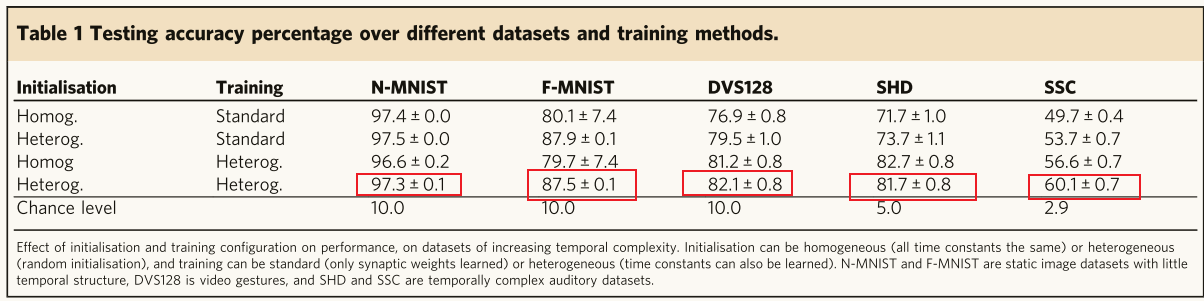 Table 1 Testing accuracy percentage over different datasets and training methods.
Initialisation Training N-MNIST F-MNIST DVS128 SHD SSC
Homog. Standard 97.4 ± 0.0 80.1 ± 7.4 76.9 ± 0.8 71.7 ± 1.0 49.7 ± 0.4
Heterog. Standard 97.5 ± 0.0 87.9 ± 0.1 79.5 ± 1.0 73.7 ± 1.1 53.7 ± 0.7
Homog Heterog. 96.6 ± 0.2 79.7 ± 7.4 81.2 ± 0.8 82.7 ± 0.8 56.6 ± 0.7
Heterog. Heterog. 97.3 ± 0.1 87.5 ± 0.1 82.1 ± 0.8 81.7 ± 0.8 60.1 ± 0.7
Chance level 10.0 10.0 10.0 5.0 2.9
Effect of initialisation and training configuration on performance, on datasets of increasing temporal complexity. Initialisation can be homogeneous (all time constants the same) or heterogeneous
(random initialisation), and training can be standard (only synaptic weights learned) or heterogeneous (time constants can also be learned). N-MNIST and F-MNIST are static image datasets with little
temporal structure, DVS128 is video gestures, and SHD and SSC are temporally complex auditory datasets.